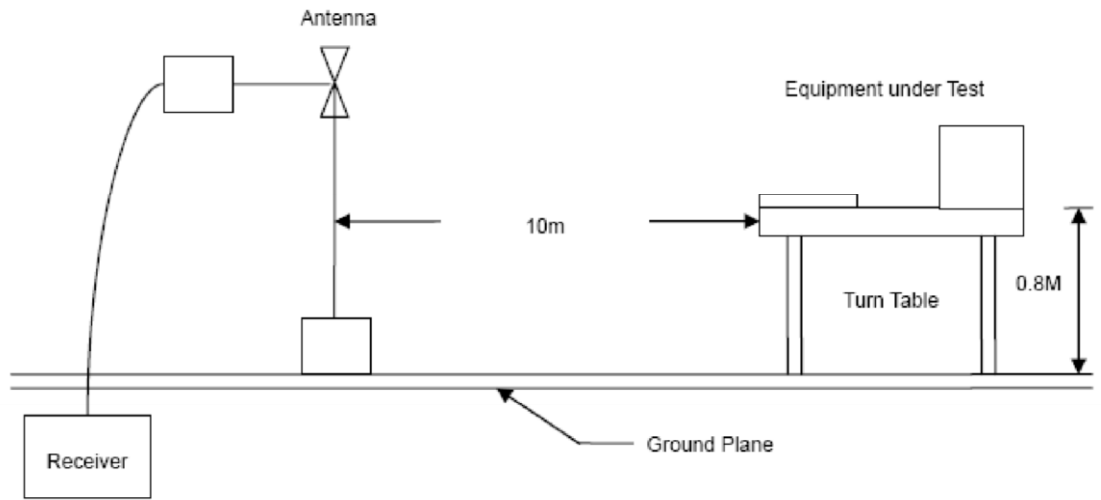 Antenna
Equipment under Test
10m
0.8M
Turn Table
Ground Plane
Receiver